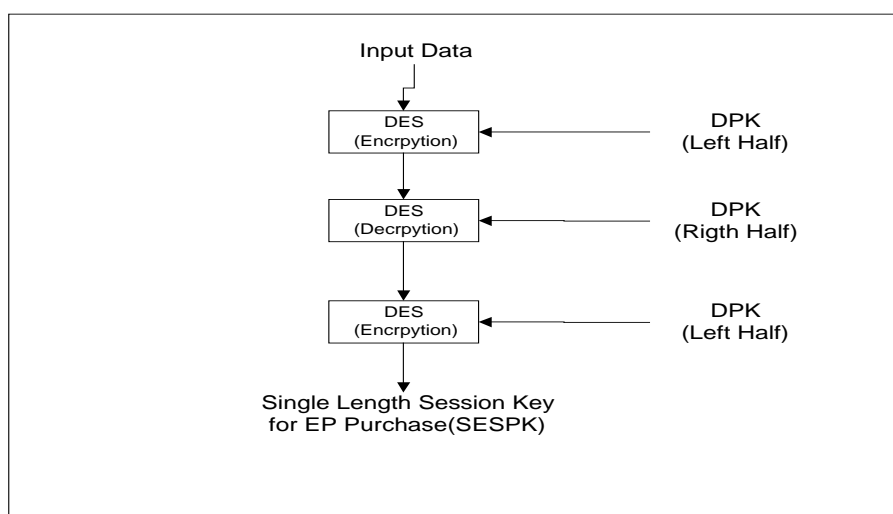 Input Data
DES
(Encrpytion)
DPK
(Left Half)
DES
(Decrpytion)
DPK
(Rigth Half)
DES
(Encrpytion)
DPK
(Left Half)
Single Length Session Key
for EP Purchase(SESPK)